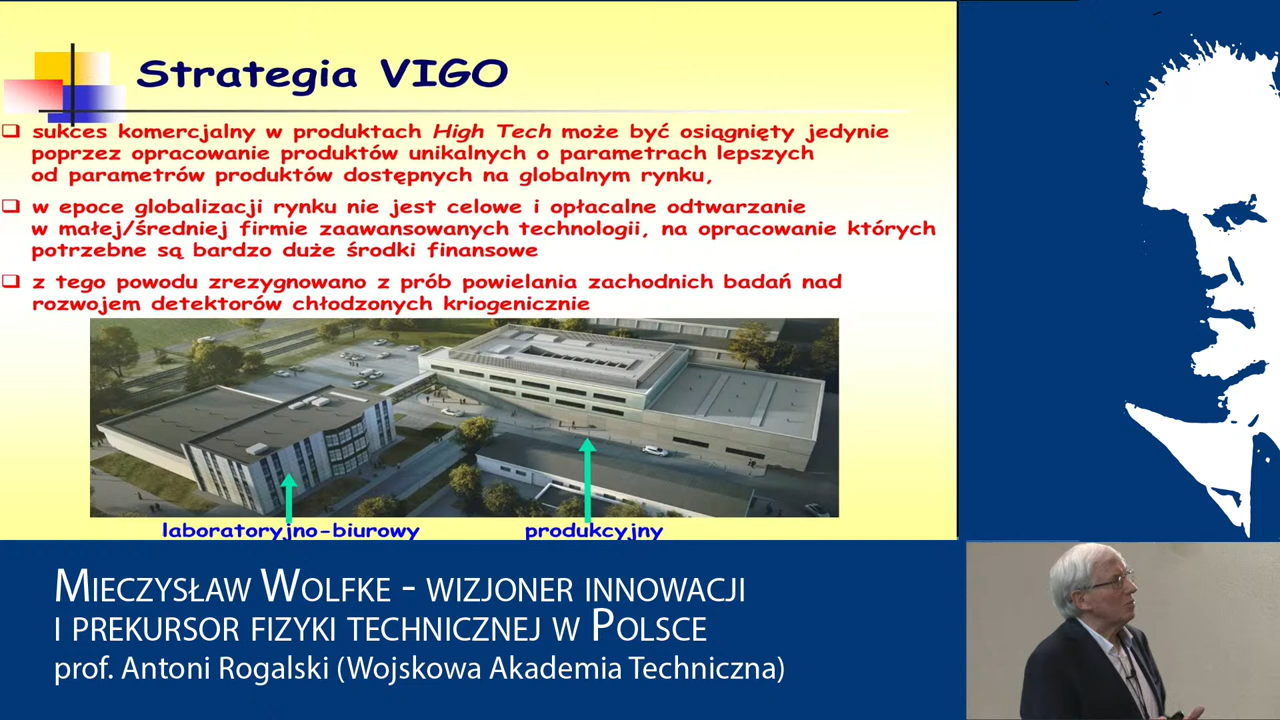 Strategia VIGO
sukces komercjalny w produktach High Tech może być osiągnięty jedynie
poprzez opracowanie produktów unikalnych o parametrach lepszych
od parametrów produktów dostępnych na globalnym rynku,
w epoce globalizacji rynku nie jest celowe i opłacalne odtwarzanie
w małej/średniej firmie zaawansowanych technologii, na opracowanie których
potrzebne są bardzo duże środki finansowe
z tego powodu zrezygnowano z prób powielania zachodnich badań nad
rozwojem detektorów chłodzonych kriogenicznie
laboratoryjno-biurowy
produkcyjny
Mieczysław Wolfke - wizjoner innowacji
i prekursor fizyki technicznej w Polsce
prof. Antoni Rogalski (Wojskowa Akademia Techniczna)